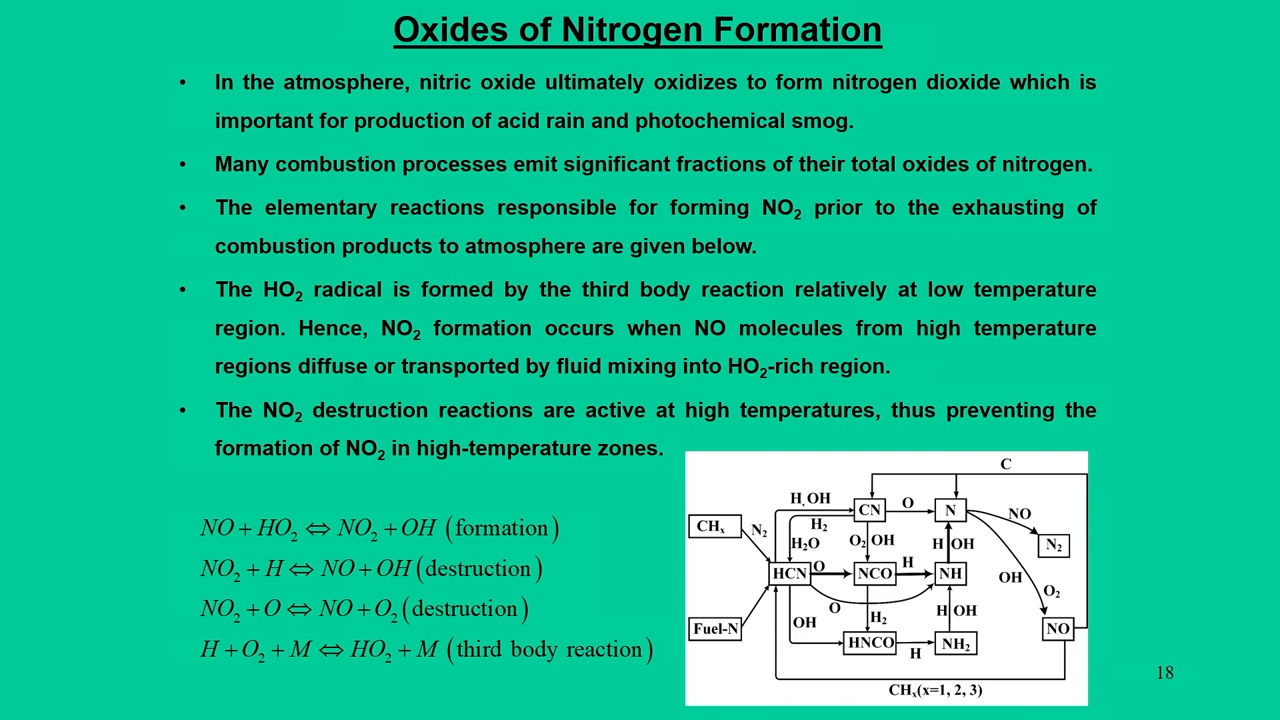 Oxides of Nitrogen Formation
• In the atmosphere, nitric oxide ultimately oxidizes to form nitrogen dioxide which is
important for production of acid rain and photochemical smog.
• Many combustion processes emit significant fractions of their total oxides of nitrogen.
• The elementary reactions responsible for forming NO₂ prior to the exhausting of
combustion products to atmosphere are given below.
• The HO₂ radical is formed by the third body reaction relatively at low temperature
region. Hence, NO₂ formation occurs when NO molecules from high temperature
regions diffuse or transported by fluid mixing into HO₂-rich region.
• The NO₂ destruction reactions are active at high temperatures, thus preventing the
formation of NO₂ in high-temperature zones.
NO + HO₂ ⇔ NO₂ + OH (formation)
NO₂ + H ⇔ NO + OH (destruction)
NO₂ + O ⇔ NO + O₂ (destruction)
H + O₂ + M ⇔ HO₂ + M (third body reaction)
C
H, OH
CN
O
N
NO
CHₓ
N₂
H₂
H₂O
O₂ OH
H OH
N₂
HCN
O
NCO
H
NH
OH
O₂
O
H₂
H OH
Fuel-N
OH
NO
HNCO
H
NH₂
CHₓ(x=1, 2, 3)
18